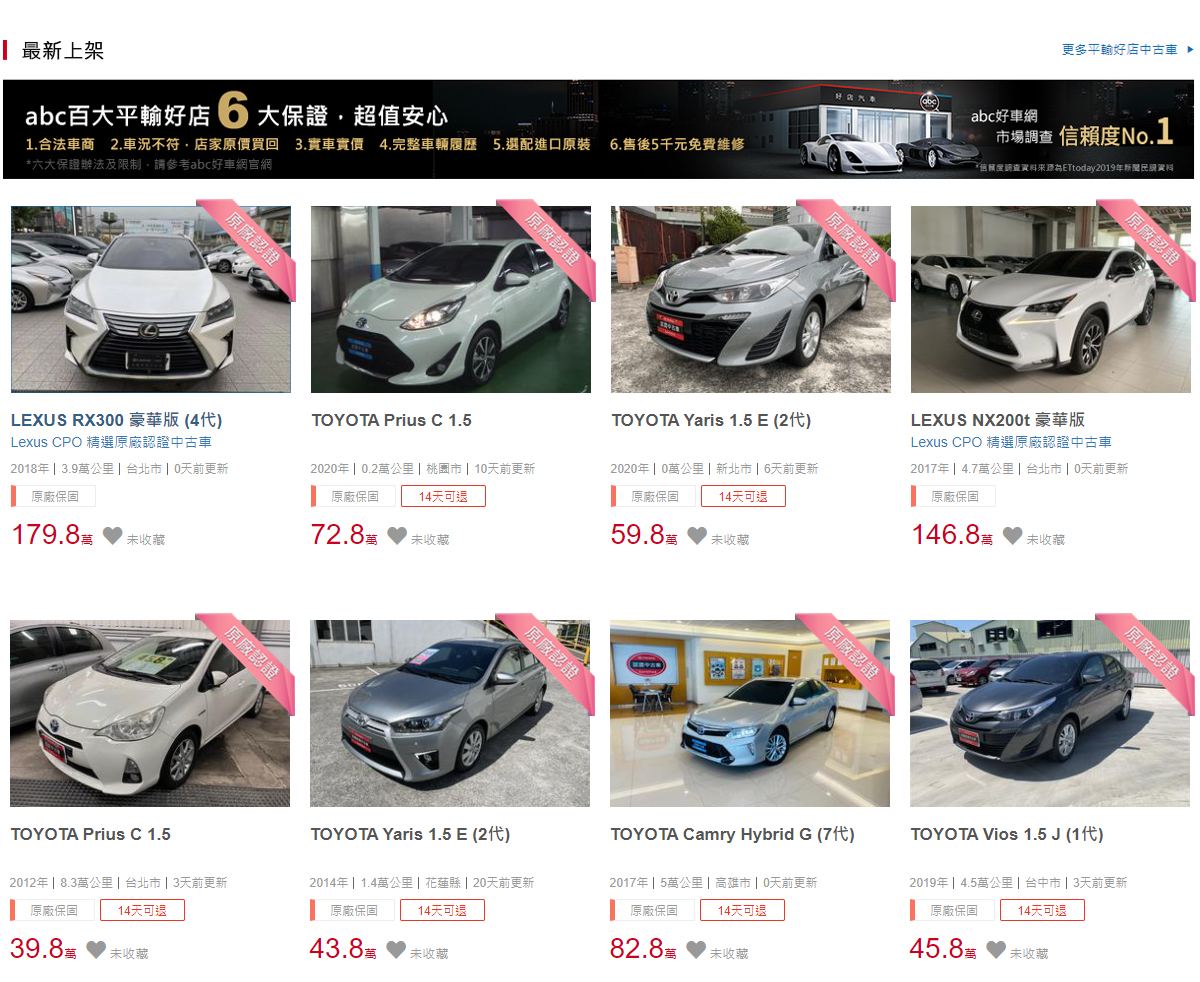 最新上架
更多平輸好店中古車
abc百大平輸好店6大保證．超值安心
1.合法車商 2.車況不符．店家原價買回 3.實車實價 4.完整車輛履歷 5.選配進口原裝 6.售後5千元免費維修
*六大保證辦法及限制．請參考abc好車網官網
好店汽車
abc
abc好車網
市場調查 信賴度No.1
*信賴度調查資料來源為ETtoday2019年新聞民調資料
原廠認證
原廠認證
原廠認證
原廠認證
LEXUS RX300 豪華版 (4代)
Lexus CPO 精選原廠認證中古車
2018年 | 3.9萬公里 | 台北市 | 0天前更新
原廠保固
179.8萬 未收藏
TOYOTA Prius C 1.5
2020年 | 0.2萬公里 | 桃園市 | 10天前更新
原廠保固 14天可退
72.8萬 未收藏
TOYOTA Yaris 1.5 E (2代)
2020年 | 0萬公里 | 新北市 | 6天前更新
原廠保固 14天可退
59.8萬 未收藏
LEXUS NX200t 豪華版
Lexus CPO 精選原廠認證中古車
2017年 | 4.7萬公里 | 台北市 | 0天前更新
原廠保固
146.8萬 未收藏
原廠認證
原廠認證
原廠認證
原廠認證
認證中古車
TOYOTA Prius C 1.5
2012年 | 8.3萬公里 | 台北市 | 3天前更新
原廠保固 14天可退
39.8萬 未收藏
TOYOTA Yaris 1.5 E (2代)
2014年 | 1.4萬公里 | 花蓮縣 | 20天前更新
原廠保固 14天可退
43.8萬 未收藏
TOYOTA Camry Hybrid G (7代)
2017年 | 5萬公里 | 高雄市 | 0天前更新
原廠保固 14天可退
82.8萬 未收藏
TOYOTA Vios 1.5 J (1代)
2019年 | 4.5萬公里 | 台中市 | 3天前更新
原廠保固 14天可退
45.8萬 未收藏